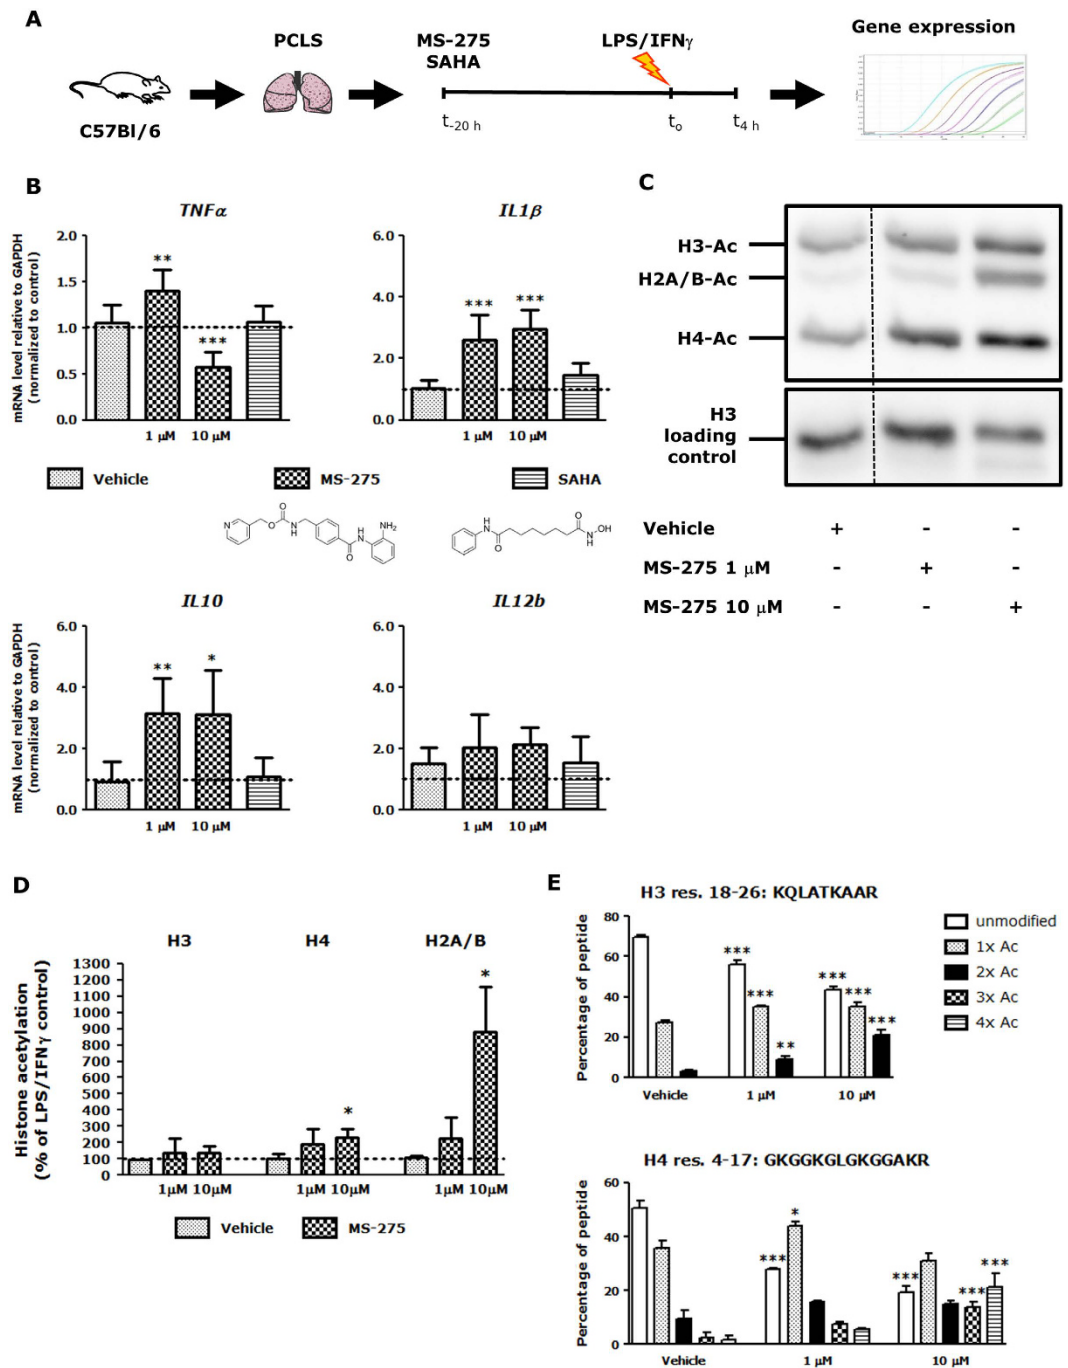 A
C57Bl/6
PCLS
MS-275
SAHA
LPS/IFNγ
t-20 h
to
t4 h
Gene expression
B
TNFα
mRNA level relative to GAPDH
(normalized to control)
2.0
1.5
1.0
0.5
0.0
**
***
1 μM 10 μM
IL1β
6.0
4.0
2.0
0.0
***
***
1 μM 10 μM
Vehicle
MS-275
SAHA
N
O
O
N
H
O
H
N
NH2
H
N
O
O
N
H
OH
IL10
mRNA level relative to GAPDH
(normalized to control)
6.0
4.0
2.0
0.0
**
*
1 μM 10 μM
IL12b
6.0
4.0
2.0
0.0
1 μM 10 μM
C
H3-Ac
H2A/B-Ac
H4-Ac
H3
loading
control
Vehicle + - -
MS-275 1 μM - + -
MS-275 10 μM - - +
D
H3 H4 H2A/B
Histone acetylation
(% of LPS/IFNγ control)
1300
1200
1100
1000
900
800
700
600
500
400
300
200
100
0
*
*
1μM 10μM 1μM 10μM 1μM 10μM
Vehicle
MS-275
E
H3 res. 18-26: KQLATKAAR
Percentage of peptide
80
60
40
20
0
***
***
**
***
***
***
Vehicle 1 μM 10 μM
unmodified
1x Ac
2x Ac
3x Ac
4x Ac
H4 res. 4-17: GKGGKGLGKGGAKR
Percentage of peptide
60
40
20
0
***
*
***
***
***
Vehicle 1 μM 10 μM